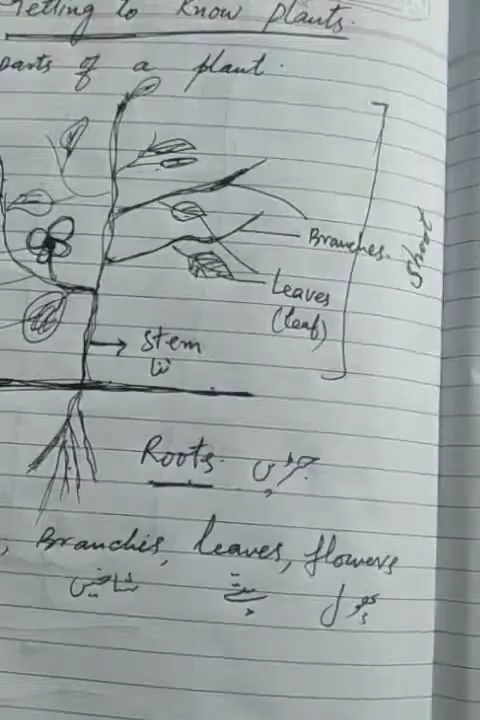 Getting to Know plants.
parts of a plant.
Branches.
Shoot
Leaves
(leaf)
Stem
تنا
Roots. جڑیں
, Branches, leaves, flowers
شاخیں پتے پھول